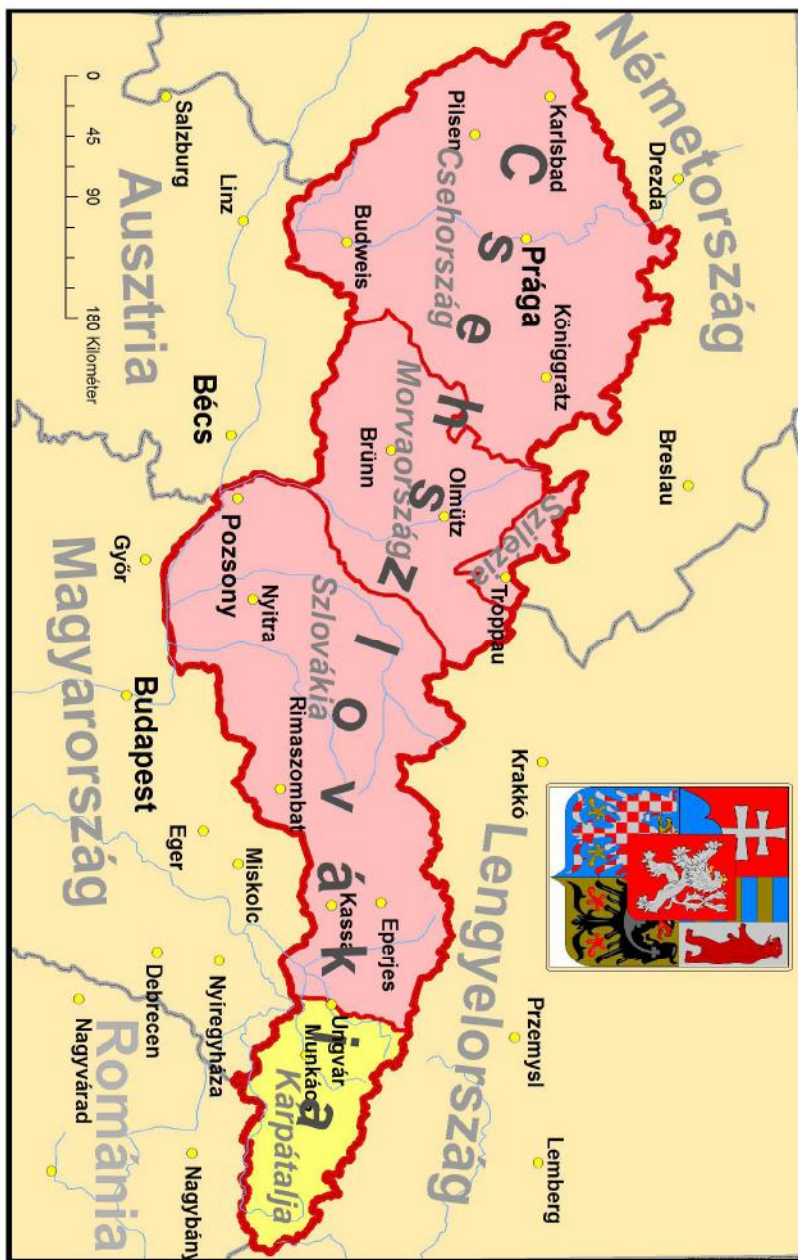 Németország
Lengyelország
Ausztria
Magyarország
Románia
Csehszlovákia
Csehország
Morvaország
Szilézia
Szlovákia
Kárpátalja
Drezda
Breslau
Karlsbad
Pilsen
Prága
Königgratz
Budweis
Olmütz
Brünn
Troppau
Krakkó
Przemysl
Lemberg
Salzburg
Linz
Bécs
Pozsony
Nyitra
Rimaszombat
Eperjes
Kassa
Ungvár
Munkács
Győr
Budapest
Eger
Miskolc
Nyiregyháza
Debrecen
Nagyvárad
Nagybány
0 45 90 180 Kilométer